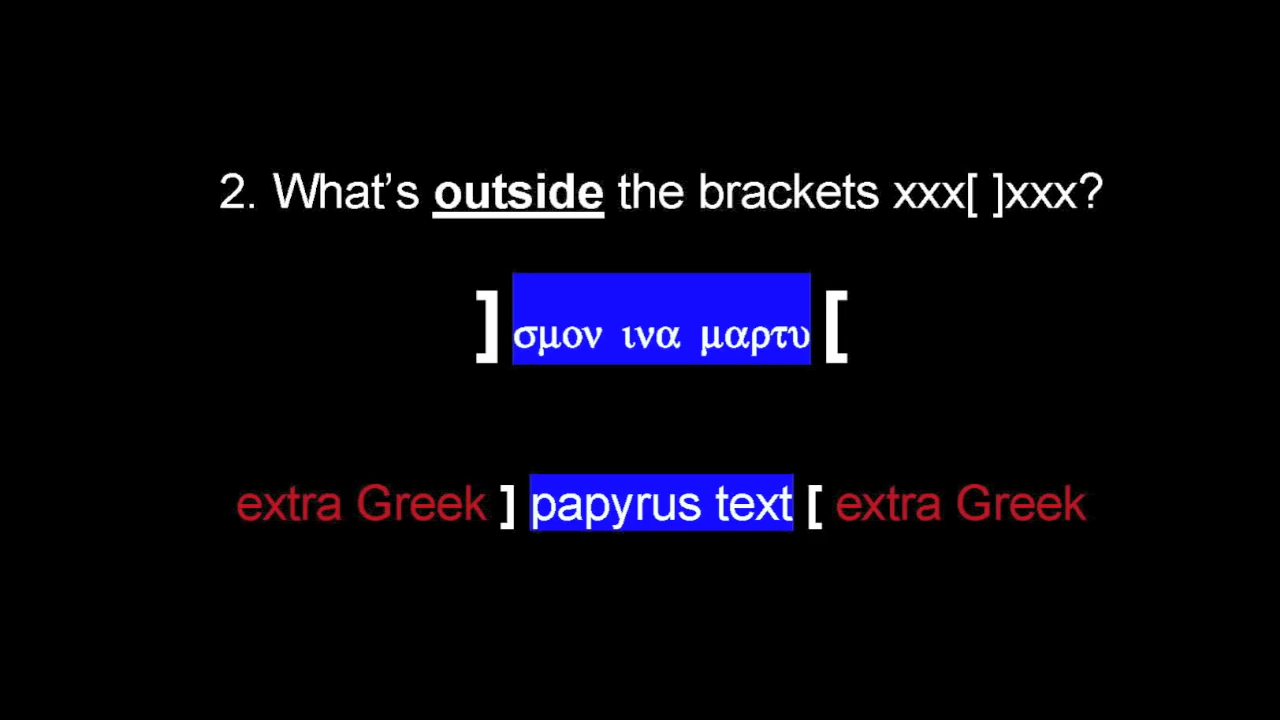 2. What’s outside the brackets xxx[ ]xxx?
] σμον ινα μαρτυ [
extra Greek ] papyrus text [ extra Greek